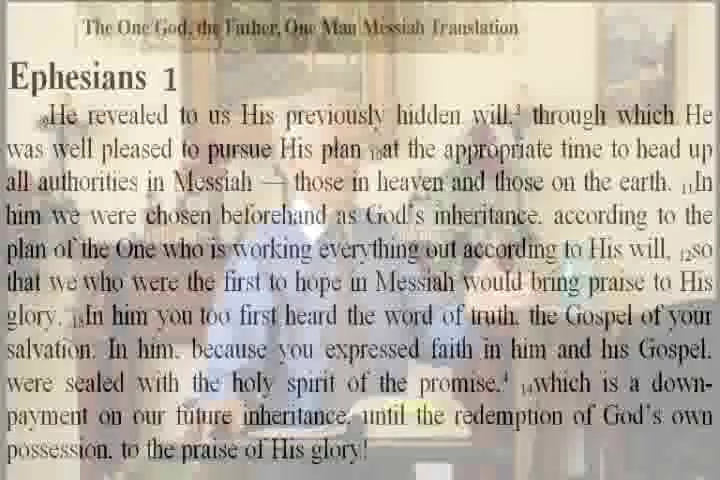 The One God, the Father, One Man Messiah Translation
Ephesians 1
9He revealed to us His previously hidden will,3 through which He
was well pleased to pursue His plan 10at the appropriate time to head up
all authorities in Messiah — those in heaven and those on the earth. 11In
him we were chosen beforehand as God's inheritance, according to the
plan of the One who is working everything out according to His will, 12so
that we who were the first to hope in Messiah would bring praise to His
glory. 13In him you too first heard the word of truth, the Gospel of your
salvation. In him, because you expressed faith in him and his Gospel,
were sealed with the holy spirit of the promise,4 14which is a down-
payment on our future inheritance, until the redemption of God's own
possession, to the praise of His glory!